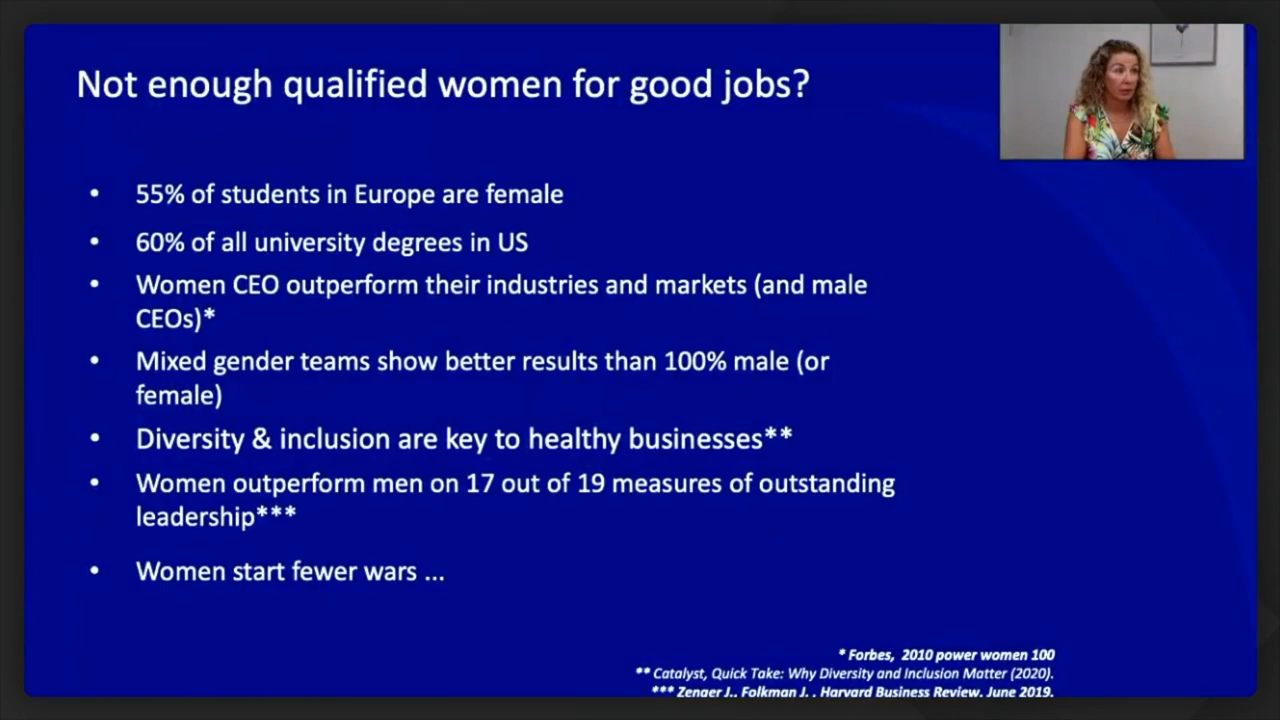 Not enough qualified women for good jobs?
• 55% of students in Europe are female
• 60% of all university degrees in US
• Women CEO outperform their industries and markets (and male
CEOs)*
• Mixed gender teams show better results than 100% male (or
female)
• Diversity & inclusion are key to healthy businesses**
• Women outperform men on 17 out of 19 measures of outstanding
leadership***
• Women start fewer wars ...
* Forbes, 2010 power women 100
** Catalyst, Quick Take: Why Diversity and Inclusion Matter (2020).
*** Zenger J., Folkman J. , Harvard Business Review, June 2019.